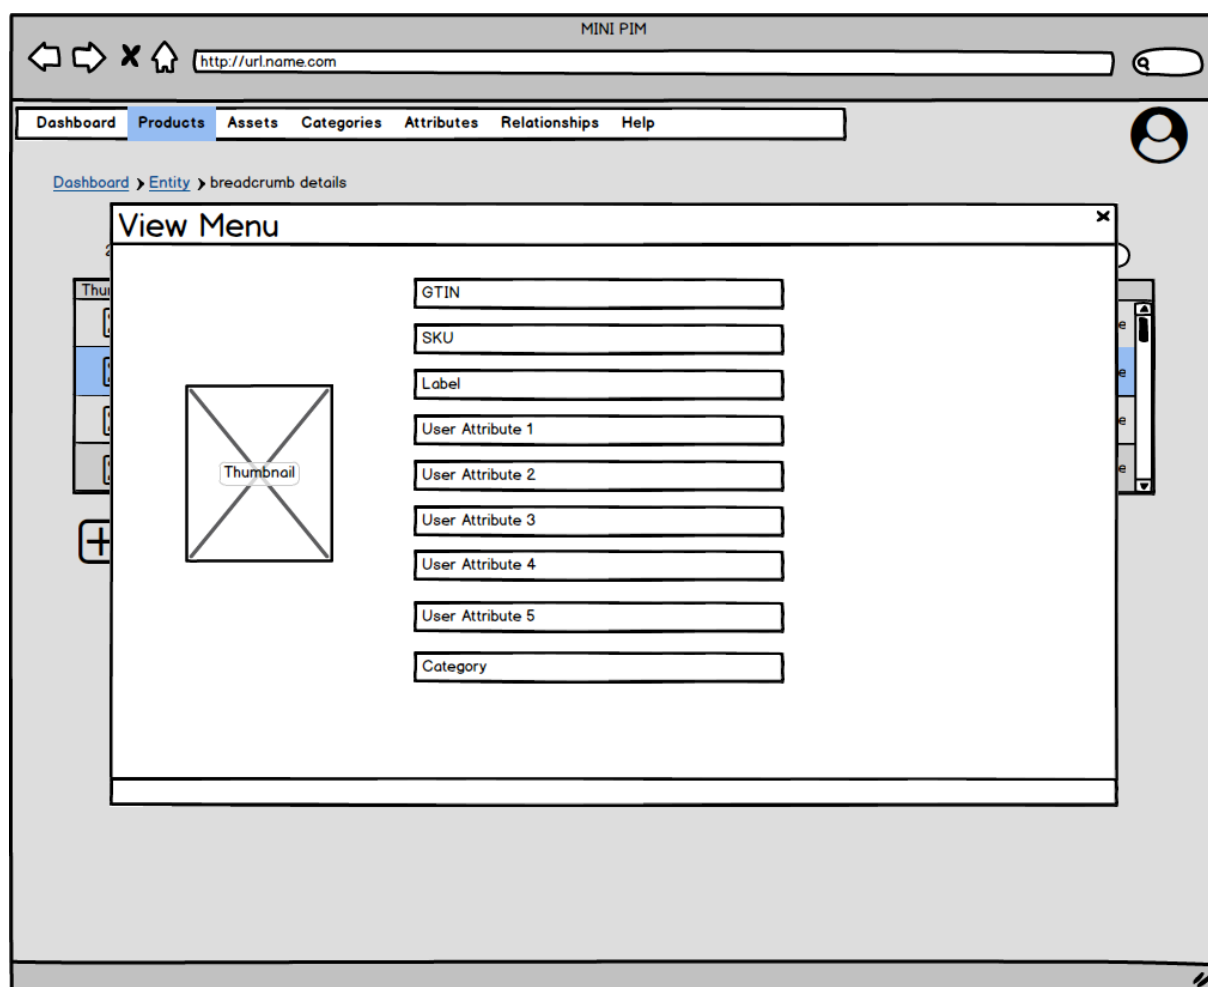 MINI PIM
http://url.name.com
Dashboard Products Assets Categories Attributes Relationships Help
Dashboard Entity breadcrumb details
View Menu
GTIN
SKU
Label
User Attribute 1
User Attribute 2
Thumbnail
User Attribute 3
User Attribute 4
User Attribute 5
Category